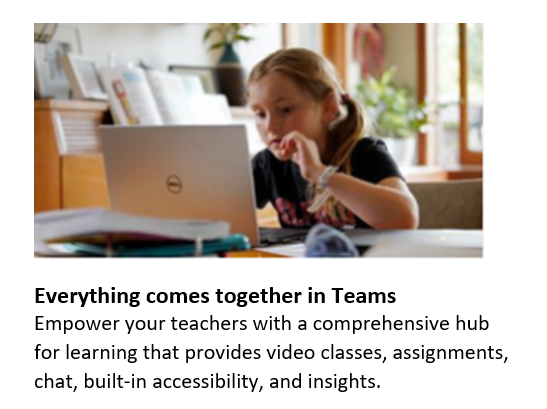 DELL
Everything comes together in Teams
Empower your teachers with a comprehensive hub
for learning that provides video classes, assignments,
chat, built-in accessibility, and insights.